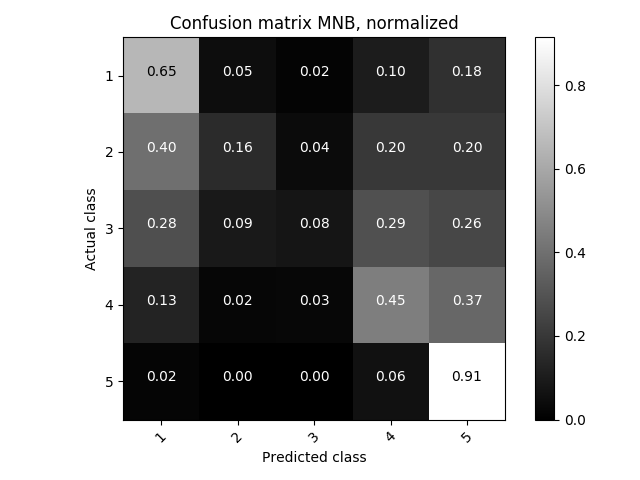 Confusion matrix MNB, normalized
Actual class
1 0.65 0.05 0.02 0.10 0.18
2 0.40 0.16 0.04 0.20 0.20
3 0.28 0.09 0.08 0.29 0.26
4 0.13 0.02 0.03 0.45 0.37
5 0.02 0.00 0.00 0.06 0.91
1 2 3 4 5
Predicted class
0.8
0.6
0.4
0.2
0.0